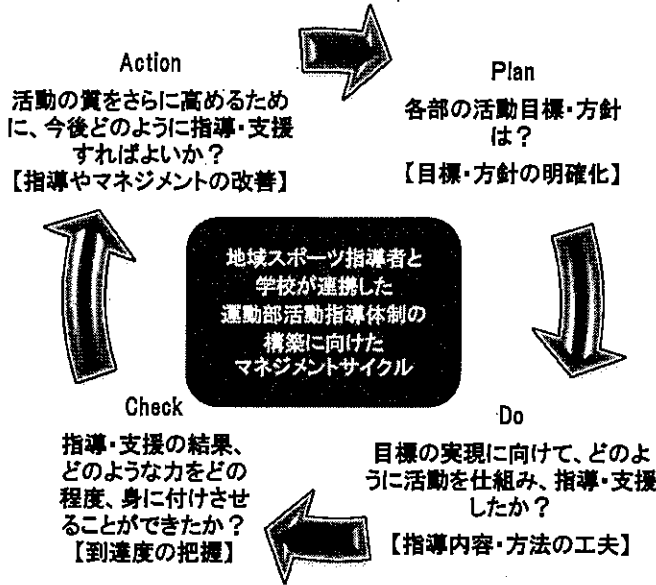 Action
活動の質をさらに高めるため
に、今後どのように指導・支援
すればよいか？
【指導やマネジメントの改善】
Plan
各部の活動目標・方針
は？
【目標・方針の明確化】
地域スポーツ指導者と
学校が連携した
運動部活動指導体制の
構築に向けた
マネジメントサイクル
Check
指導・支援の結果、
どのような力をどの
程度、身に付けさせ
ることができたか？
【到達度の把握】
Do
目標の実現に向けて、どのよ
うに活動を仕組み、指導・支援
したか？
【指導内容・方法の工夫】